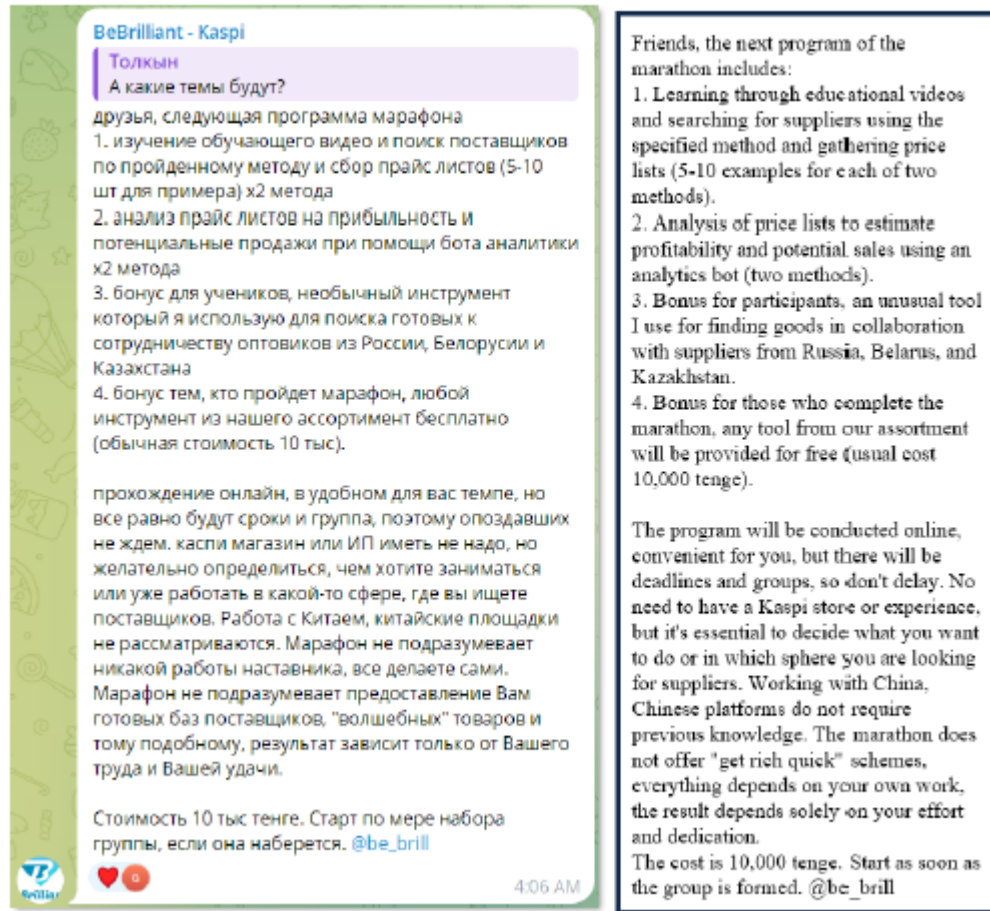 BeBrilliant - Kaspi
Толкын
А какие темы будут?
друзья, следующая программа марафона
1. изучение обучающего видео и поиск поставщиков
по пройденному методу и сбор прайс листов (5-10
шт для примера) х2 метода
2. анализ прайс листов на прибыльность и
потенциальные продажи при помощи бота аналитики
х2 метода
3. бонус для учеников, необычный инструмент
который я использую для поиска готовых к
сотрудничеству оптовиков из России, Белорусии и
Казахстана
4. бонус тем, кто пройдет марафон, любой
инструмент из нашего ассортимент бесплатно
(обычная стоимость 10 тыс).
прохождение онлайн, в удобном для вас темпе, но
все равно будут сроки и группа, поэтому опоздавших
не ждем. каспи магазин или ИП иметь не надо, но
желательно определиться, чем хотите заниматься
или уже работать в какой-то сфере, где вы ищете
поставщиков. Работа с Китаем, китайские площадки
не рассматриваются. Марафон не подразумевает
никакой работы наставника, все делаете сами.
Марафон не подразумевает предоставление Вам
готовых баз поставщиков, "волшебных" товаров и
тому подобному, результат зависит только от Вашего
труда и Вашей удачи.
Стоимость 10 тыс тенге. Старт по мере набора
группы, если она наберется. @be_brill
4:06 AM
Friends, the next program of the
marathon includes:
1. Learning through educational videos
and searching for suppliers using the
specified method and gathering price
lists (5-10 examples for each of two
methods).
2. Analysis of price lists to estimate
profitability and potential sales using an
analytics bot (two methods).
3. Bonus for participants, an unusual tool
I use for finding goods in collaboration
with suppliers from Russia, Belarus, and
Kazakhstan.
4. Bonus for those who complete the
marathon, any tool from our assortment
will be provided for free (usual cost
10,000 tenge).
The program will be conducted online,
convenient for you, but there will be
deadlines and groups, so don't delay. No
need to have a Kaspi store or experience,
but it's essential to decide what you want
to do or in which sphere you are looking
for suppliers. Working with China,
Chinese platforms do not require
previous knowledge. The marathon does
not offer "get rich quick" schemes,
everything depends on your own work,
the result depends solely on your effort
and dedication.
The cost is 10,000 tenge. Start as soon as
the group is formed. @be_brill